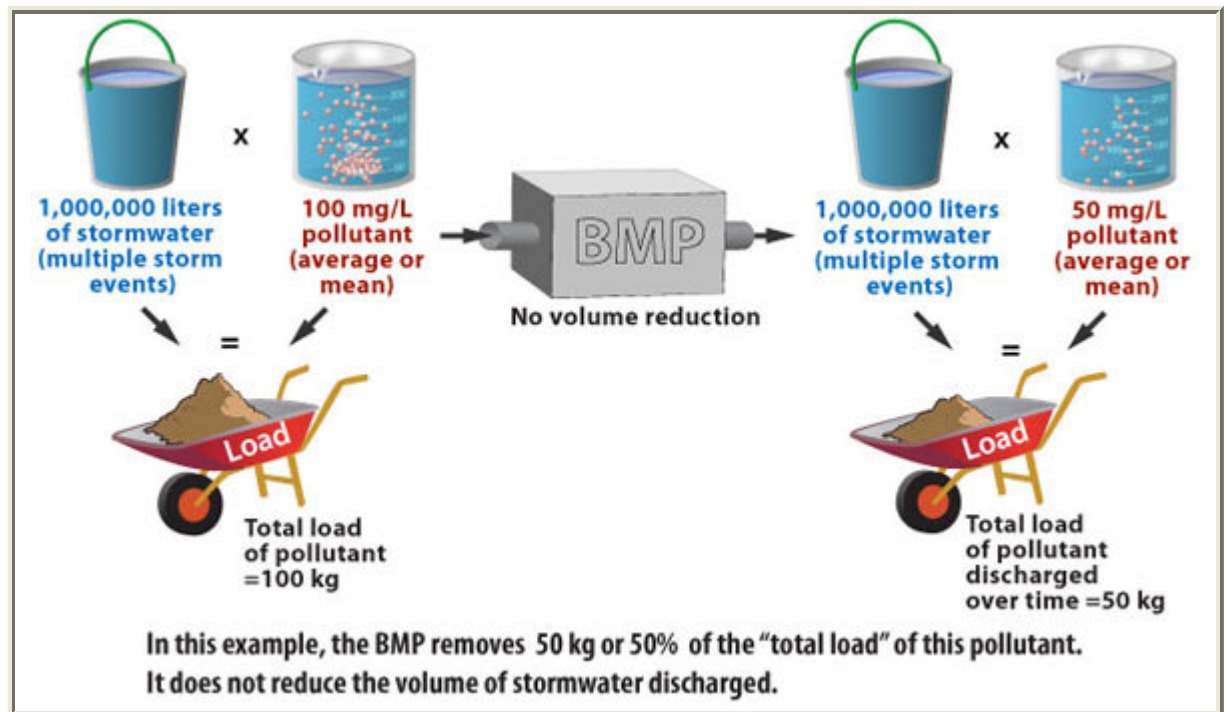 x
1,000,000 liters
of stormwater
(multiple storm
events)
100 mg/L
pollutant
(average or
mean)
=
Load
Total load
of pollutant
=100 kg
BMP
No volume reduction
x
1,000,000 liters
of stormwater
(multiple storm
events)
50 mg/L
pollutant
(average or
mean)
=
Load
Total load
of pollutant
discharged
over time =50 kg
In this example, the BMP removes 50 kg or 50% of the “total load” of this pollutant.
It does not reduce the volume of stormwater discharged.